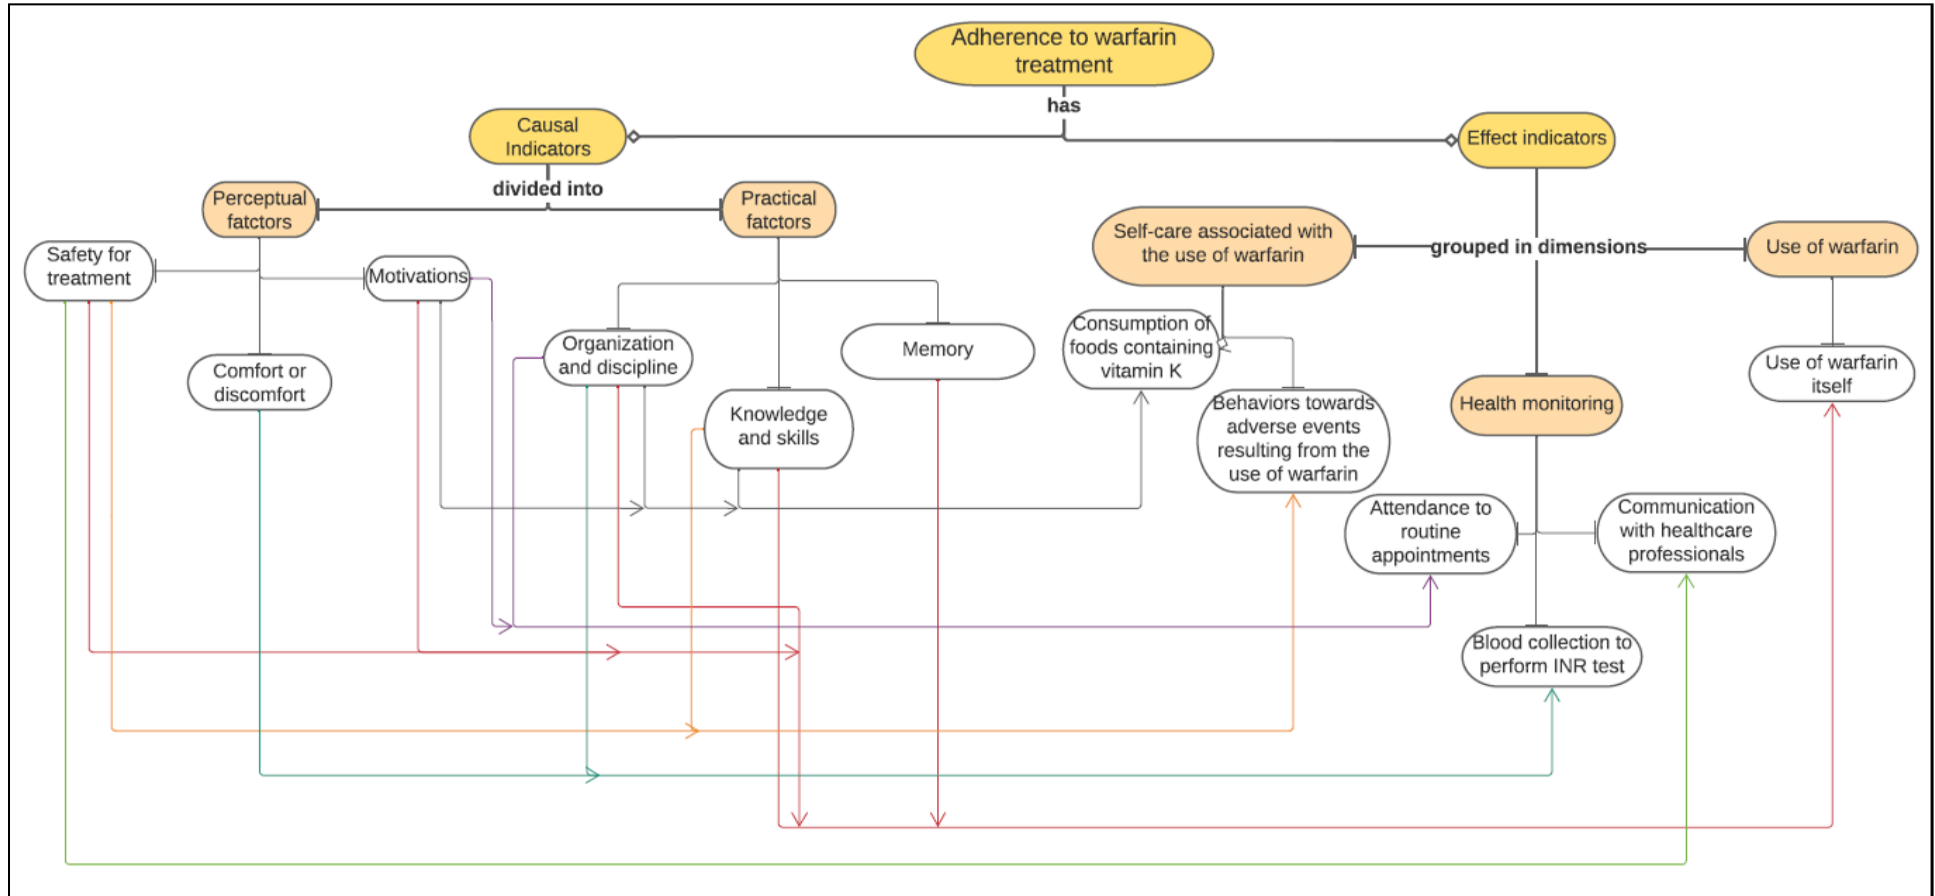 Adherence to warfarin
treatment
has
Causal
Indicators
Effect indicators
divided into
Perceptual
fatctors
Practical
fatctors
Self-care associated with
the use of warfarin
grouped in dimensions
Use of warfarin
Safety for
treatment
Motivations
Comfort or
discomfort
Organization
and discipline
Memory
Knowledge
and skills
Consumption of
foods containing
vitamin K
Behaviors towards
adverse events
resulting from the
use of warfarin
Health monitoring
Use of warfarin
itself
Attendance to
routine
appointments
Communication
with healthcare
professionals
Blood collection to
perform INR test